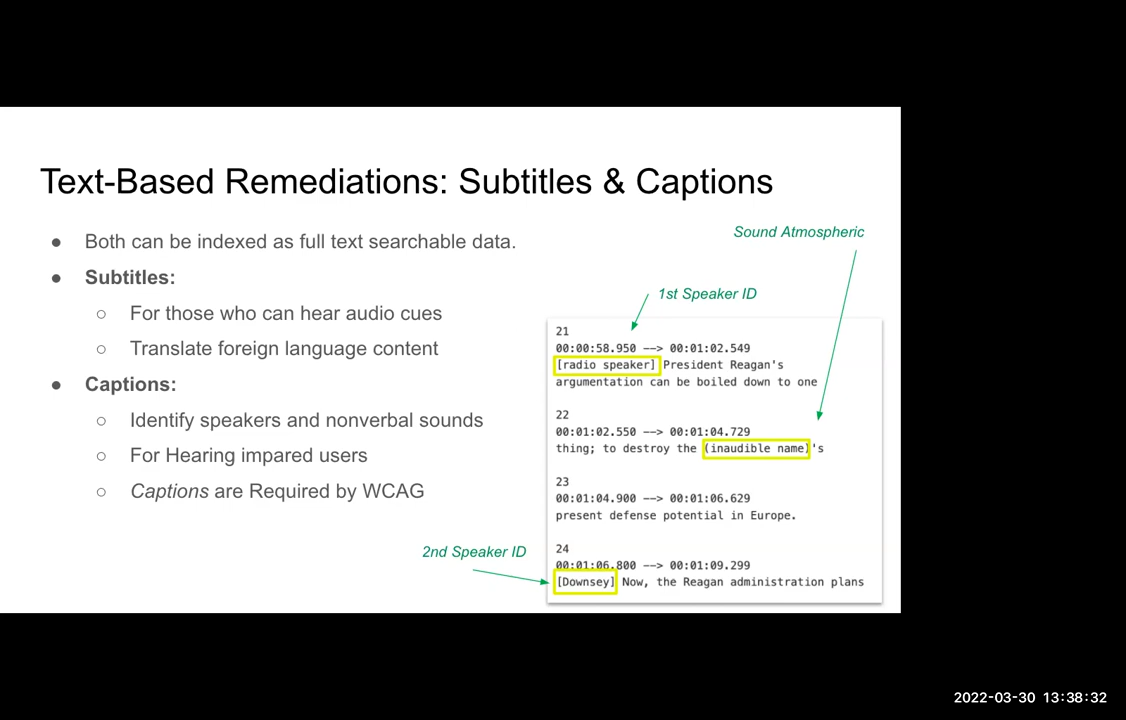 Text-Based Remediations: Subtitles & Captions
● Both can be indexed as full text searchable data.
● Subtitles:
○ For those who can hear audio cues
○ Translate foreign language content
● Captions:
○ Identify speakers and nonverbal sounds
○ For Hearing impared users
○ Captions are Required by WCAG
Sound Atmospheric
1st Speaker ID
21
00:00:58.950 --> 00:01:02.549
[radio speaker] President Reagan's
argumentation can be boiled down to one
22
00:01:02.550 --> 00:01:04.729
thing; to destroy the (inaudible name)'s
23
00:01:04.900 --> 00:01:06.629
present defense potential in Europe.
2nd Speaker ID
24
00:01:06.800 --> 00:01:09.299
[Downsey] Now, the Reagan administration plans
2022-03-30 13:38:32